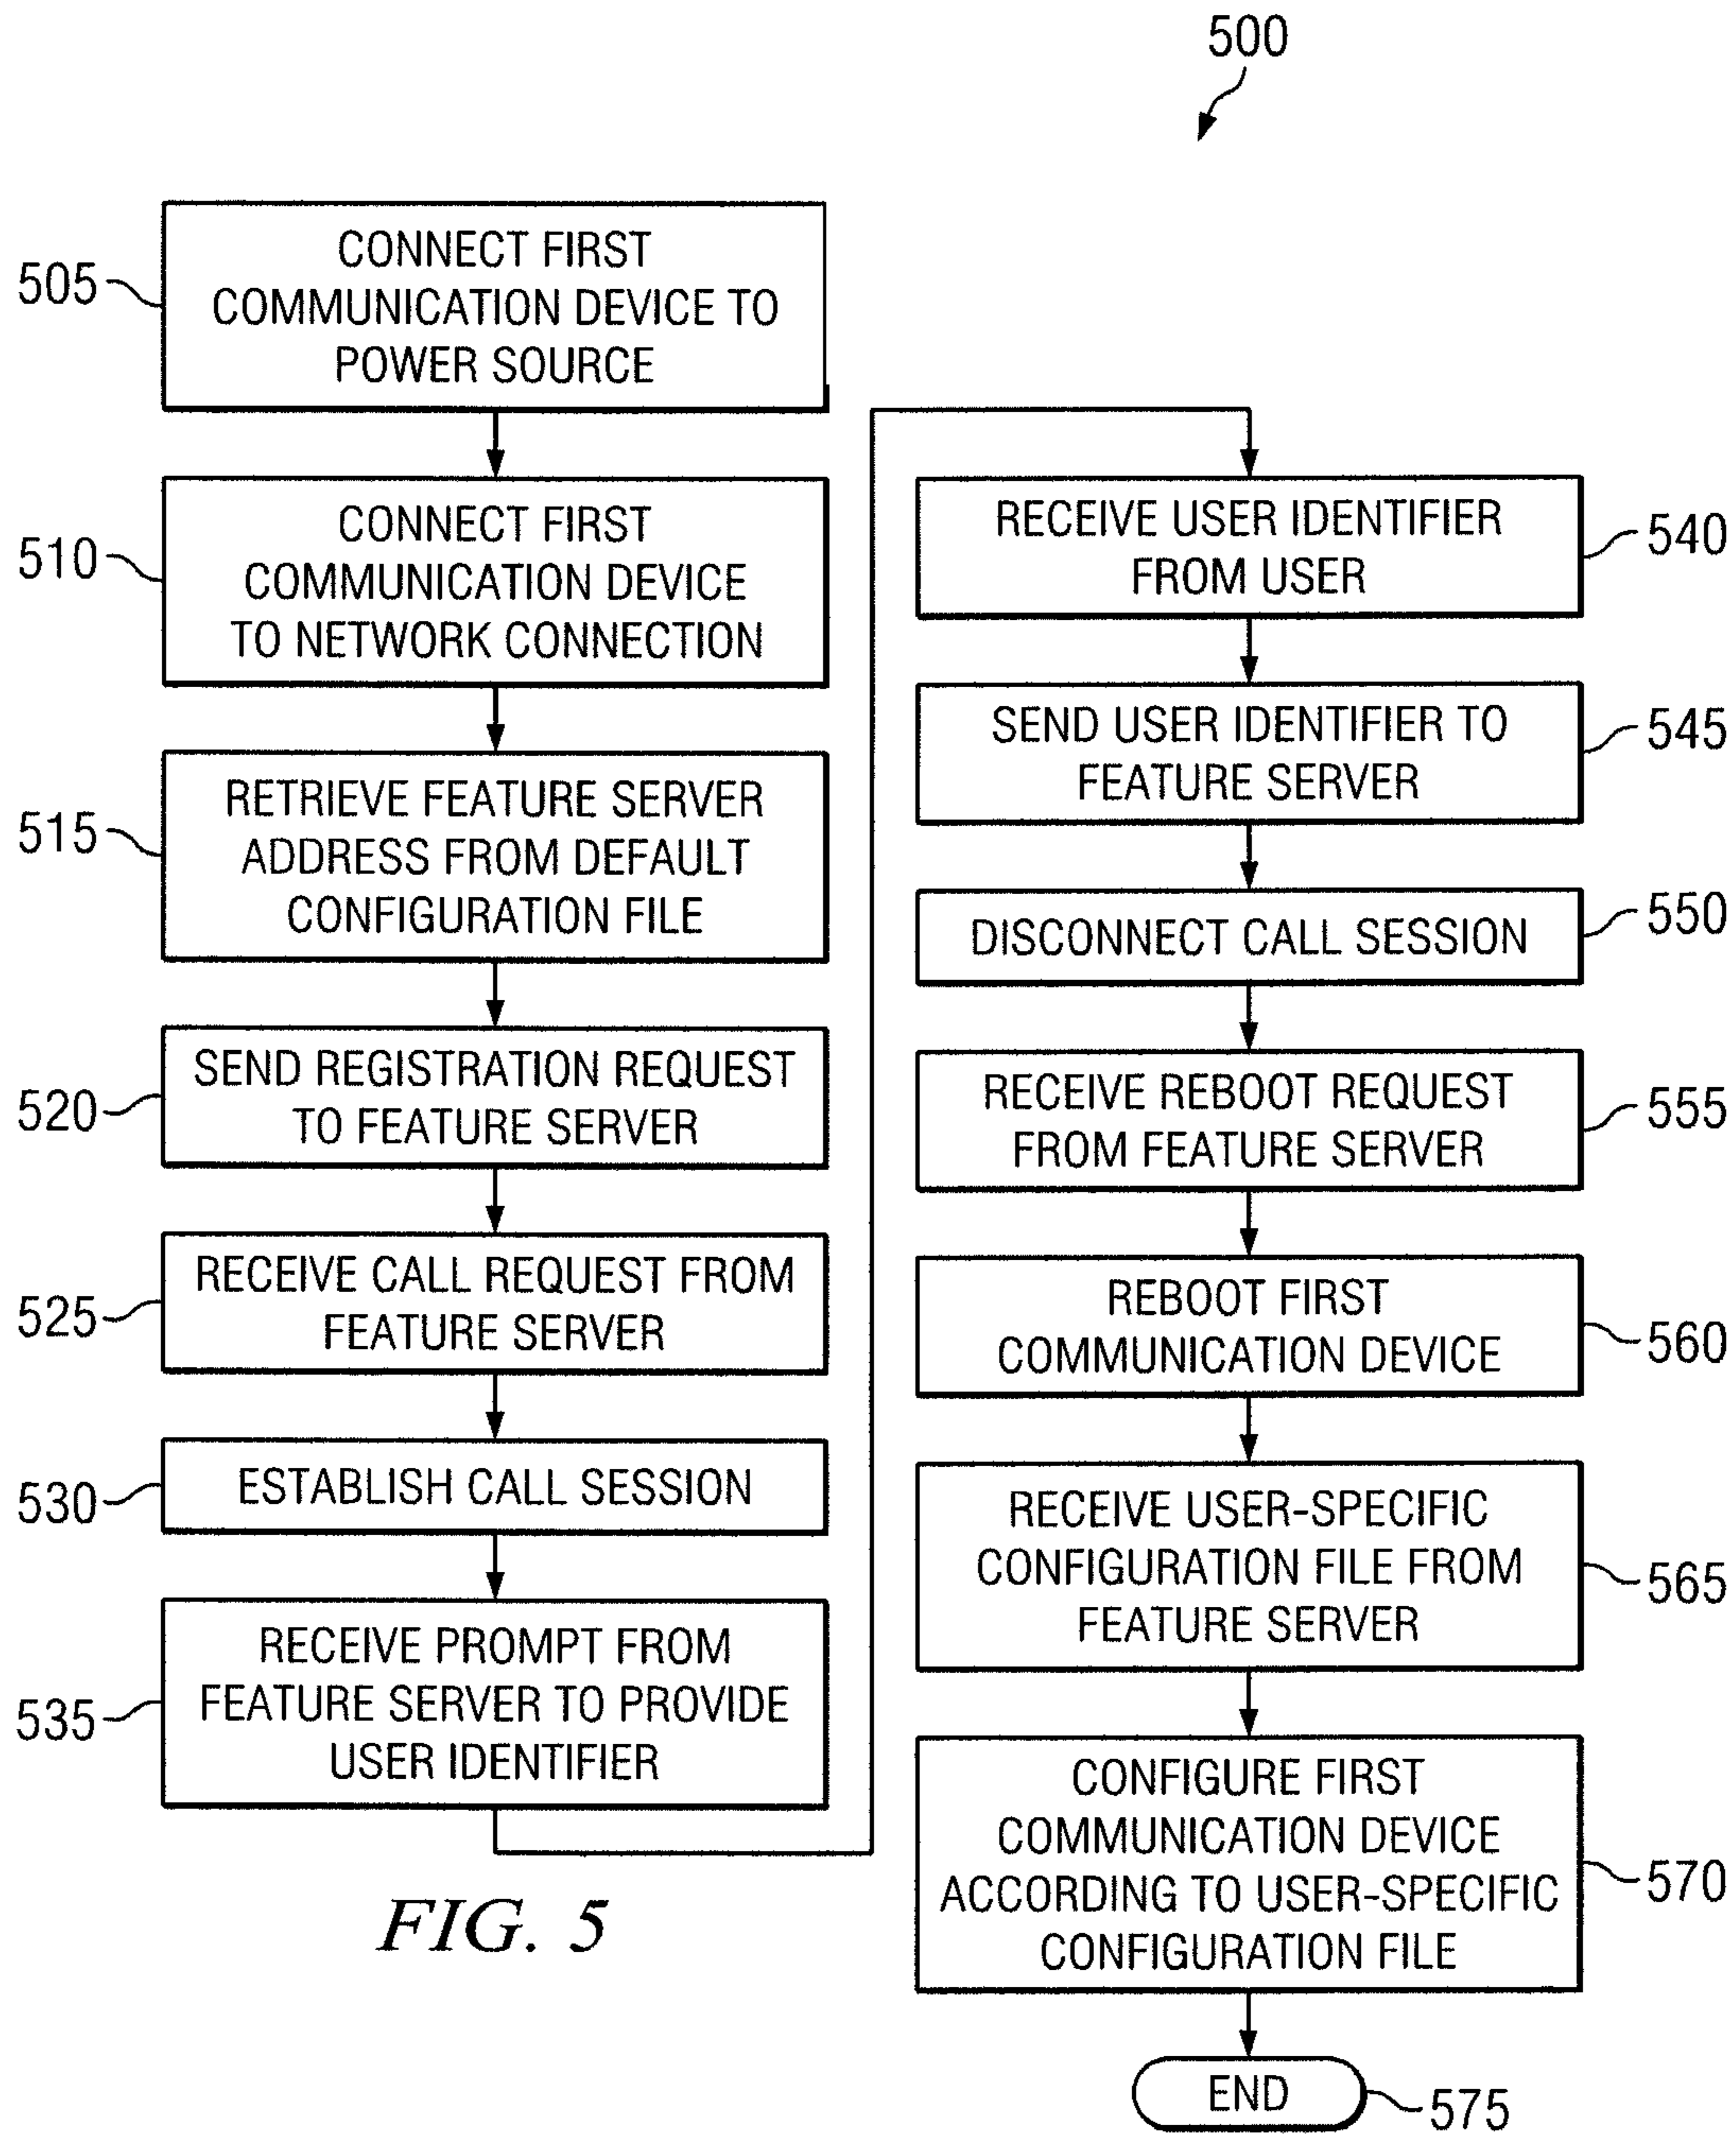 500
505
CONNECT FIRST
COMMUNICATION DEVICE TO
POWER SOURCE
510
CONNECT FIRST
COMMUNICATION DEVICE
TO NETWORK CONNECTION
515
RETRIEVE FEATURE SERVER
ADDRESS FROM DEFAULT
CONFIGURATION FILE
520
SEND REGISTRATION REQUEST
TO FEATURE SERVER
525
RECEIVE CALL REQUEST FROM
FEATURE SERVER
530
ESTABLISH CALL SESSION
535
RECEIVE PROMPT FROM
FEATURE SERVER TO PROVIDE
USER IDENTIFIER
RECEIVE USER IDENTIFIER
FROM USER
540
SEND USER IDENTIFIER TO
FEATURE SERVER
545
DISCONNECT CALL SESSION
550
RECEIVE REBOOT REQUEST
FROM FEATURE SERVER
555
REBOOT FIRST
COMMUNICATION DEVICE
560
RECEIVE USER-SPECIFIC
CONFIGURATION FILE FROM
FEATURE SERVER
565
CONFIGURE FIRST
COMMUNICATION DEVICE
ACCORDING TO USER-SPECIFIC
CONFIGURATION FILE
570
END
575
FIG. 5